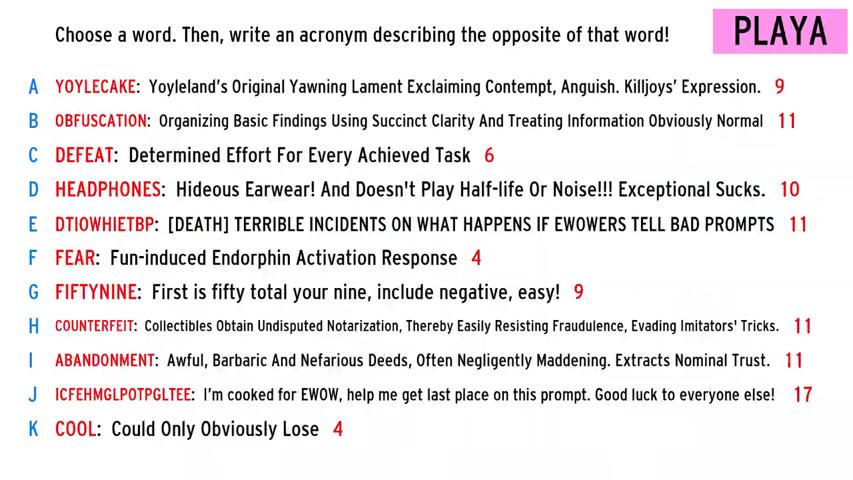 Choose a word. Then, write an acronym describing the opposite of that word! PLAYA
A YOYLECAKE: Yoyleland's Original Yawning Lament Exclaiming Contempt, Anguish. Killjoys' Expression. 9
B OBFUSCATION: Organizing Basic Findings Using Succinct Clarity And Treating Information Obviously Normal 11
C DEFEAT: Determined Effort For Every Achieved Task 6
D HEADPHONES: Hideous Earwear! And Doesn't Play Half-life Or Noise!!! Exceptional Sucks. 10
E DTIOWHIETBP: [DEATH] TERRIBLE INCIDENTS ON WHAT HAPPENS IF EWOWERS TELL BAD PROMPTS 11
F FEAR: Fun-induced Endorphin Activation Response 4
G FIFTYNINE: First is fifty total your nine, include negative, easy! 9
H COUNTERFEIT: Collectibles Obtain Undisputed Notarization, Thereby Easily Resisting Fraudulence, Evading Imitators' Tricks. 11
I ABANDONMENT: Awful, Barbaric And Nefarious Deeds, Often Negligently Maddening. Extracts Nominal Trust. 11
J ICFEHMGLPOTPGLTEE: I'm cooked for EWOW, help me get last place on this prompt. Good luck to everyone else! 17
K COOL: Could Only Obviously Lose 4